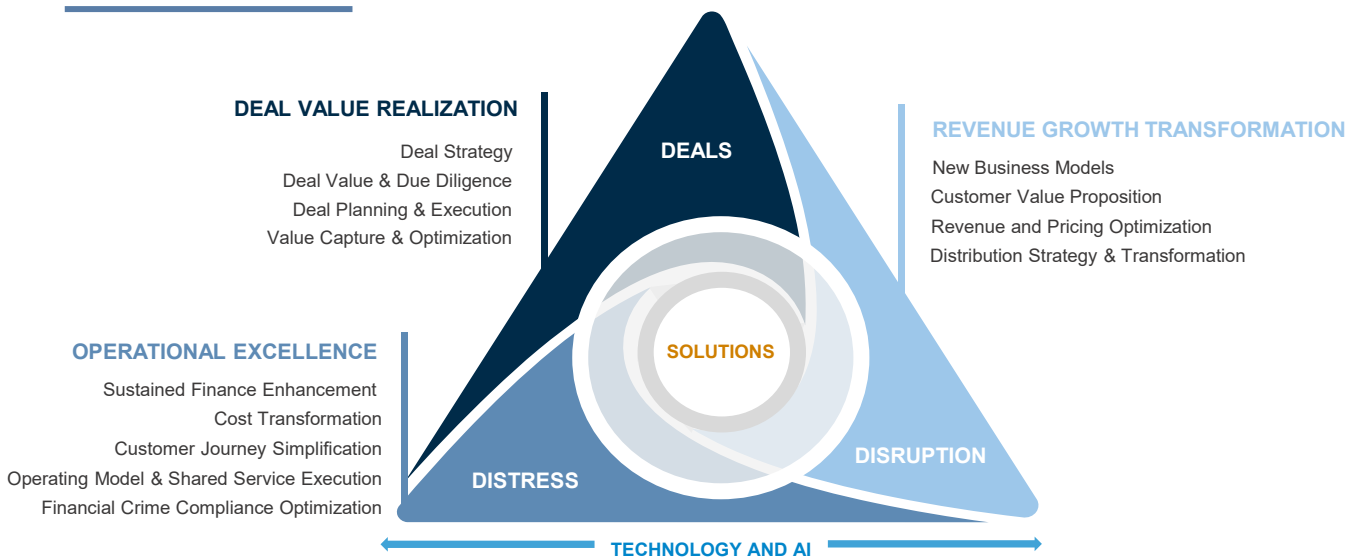 DEAL VALUE REALIZATION
Deal Strategy
Deal Value & Due Diligence
Deal Planning & Execution
Value Capture & Optimization
DEALS
REVENUE GROWTH TRANSFORMATION
New Business Models
Customer Value Proposition
Revenue and Pricing Optimization
Distribution Strategy & Transformation
OPERATIONAL EXCELLENCE
Sustained Finance Enhancement
Cost Transformation
Customer Journey Simplification
Operating Model & Shared Service Execution
Financial Crime Compliance Optimization
SOLUTIONS
DISTRESS
DISRUPTION
TECHNOLOGY AND AI